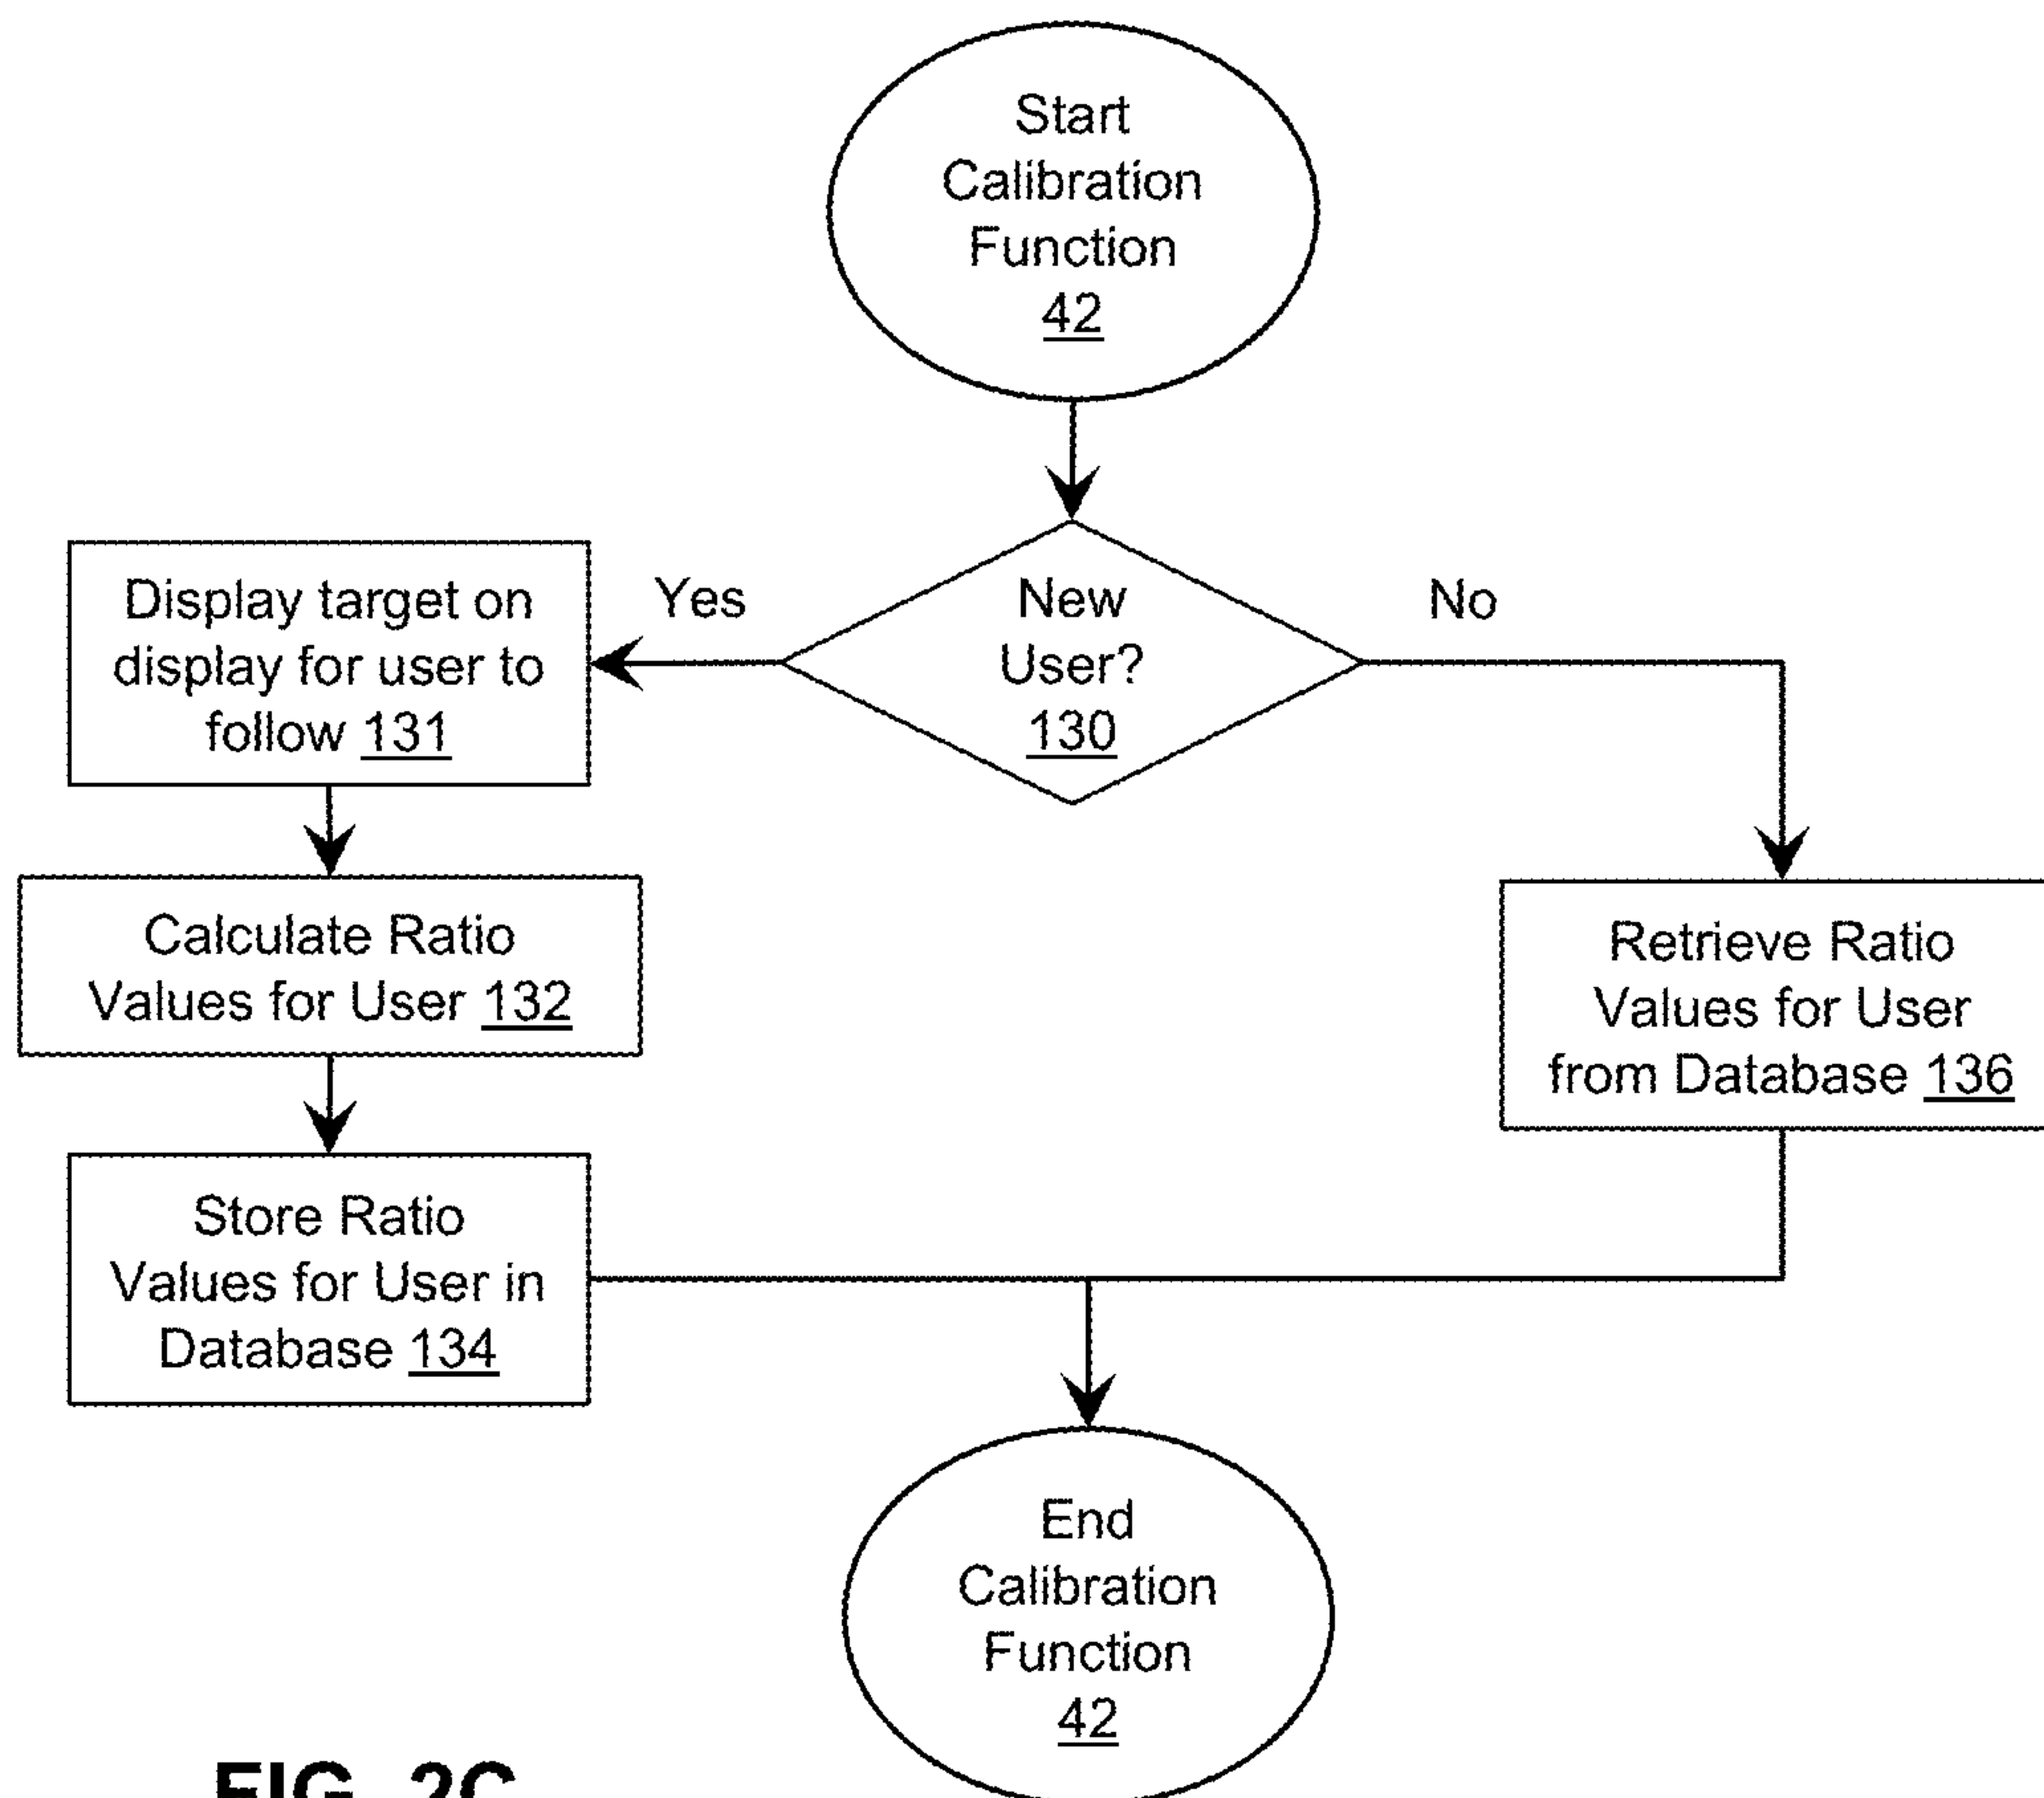 Start
Calibration
Function
42
New
User?
130
Yes
No
Display target on
display for user to
follow 131
Calculate Ratio
Values for User 132
Store Ratio
Values for User in
Database 134
Retrieve Ratio
Values for User
from Database 136
End
Calibration
Function
42
FIG. 2C